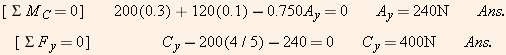 [ Σ M_C = 0 ] 200(0.3) + 120(0.1) − 0.750A_y = 0 A_y = 240N Ans.
[ Σ F_y = 0 ] C_y − 200(4 / 5) − 240 = 0 C_y = 400N Ans.